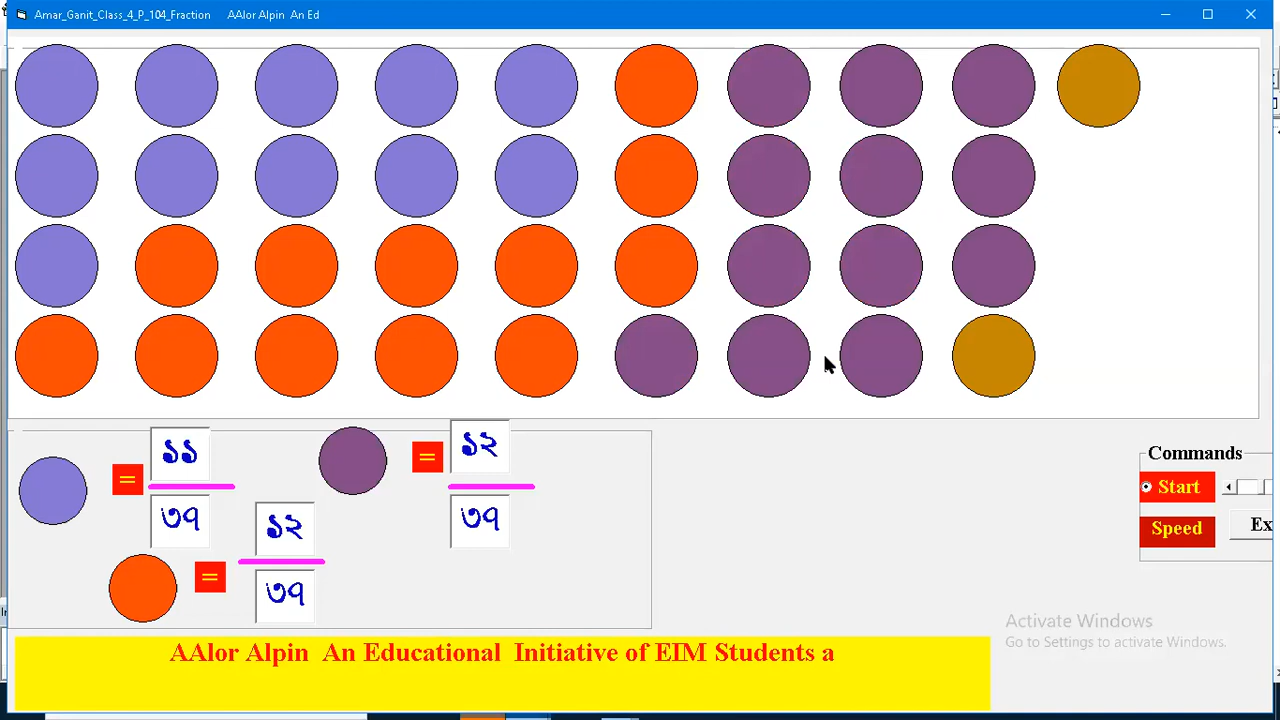 Amar_Ganit_Class_4_P_104_Fraction AAlor Alpin An Ed
১১
=
৩৭
১২
=
৩৭
১২
=
৩৭
Commands
Start
Speed
Ex
Activate Windows
Go to Settings to activate Windows.
AAlor Alpin An Educational Initiative of EIM Students a